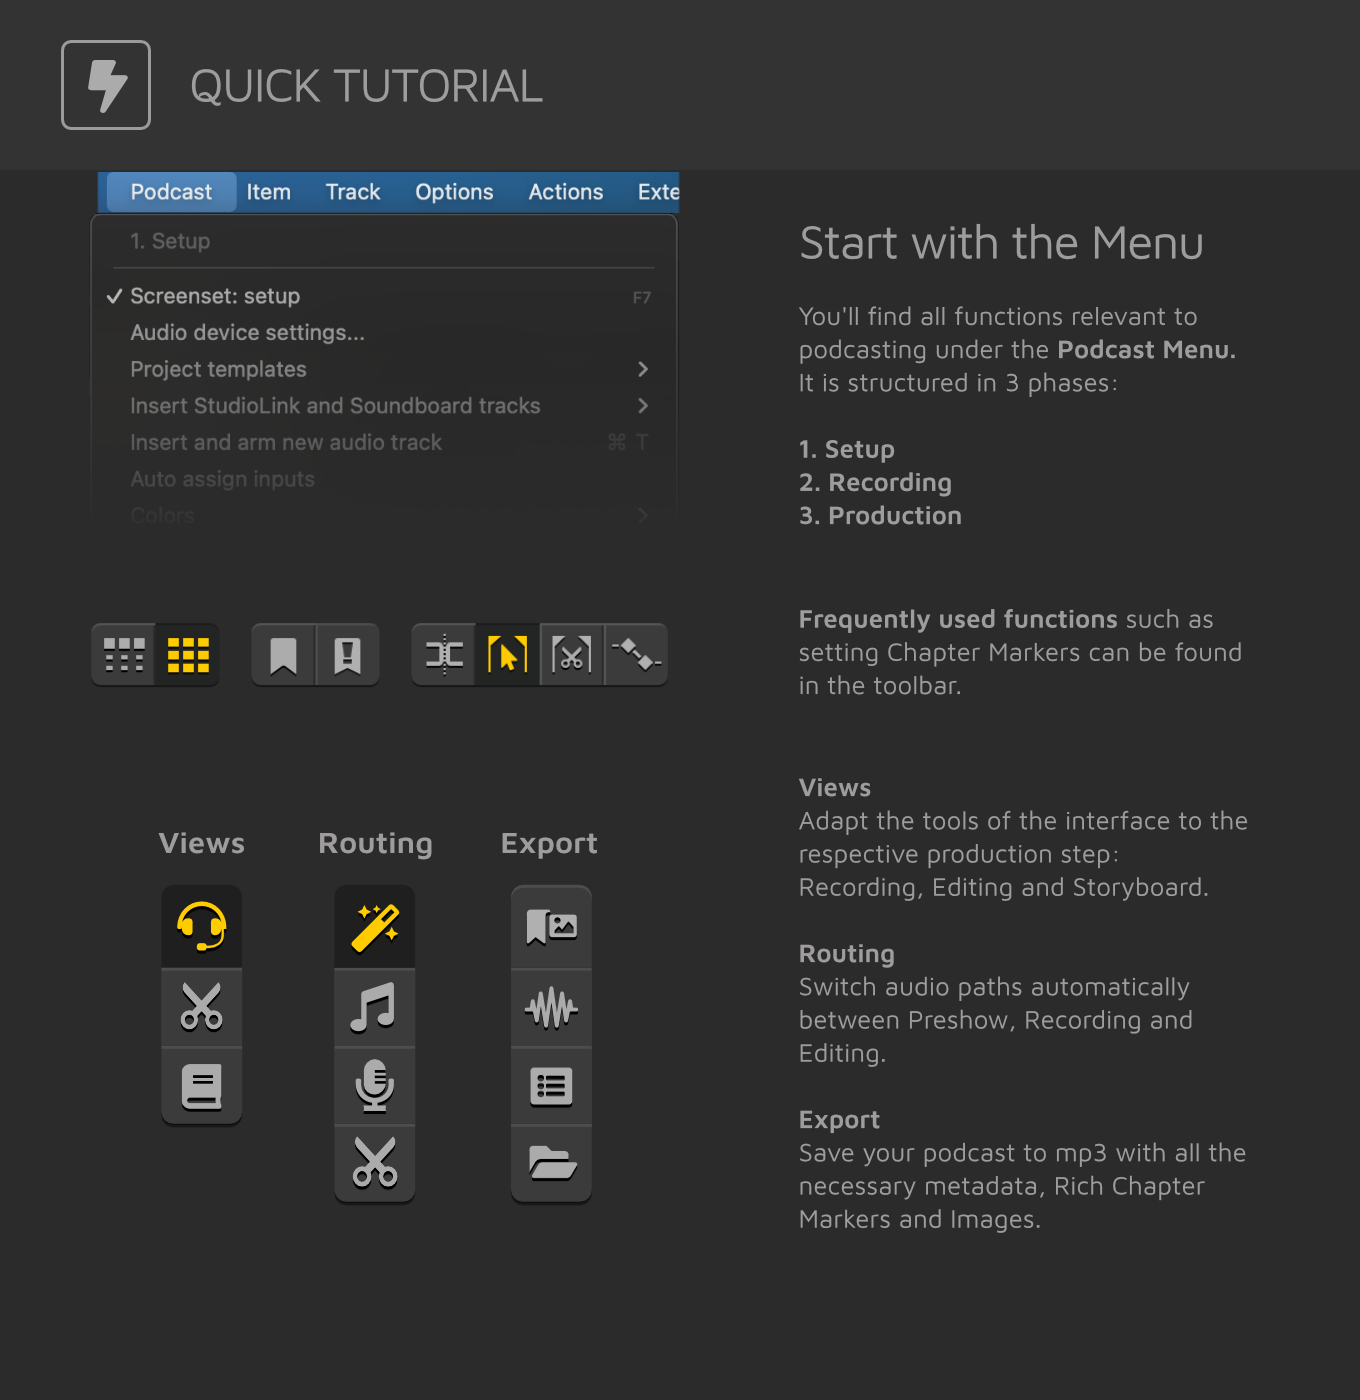 QUICK TUTORIAL
Podcast Item Track Options Actions Exte
1. Setup
✓ Screenset: setup F7
Audio device settings...
Project templates
Insert StudioLink and Soundboard tracks
Insert and arm new audio track ⌘ T
Auto assign inputs
Colors
Start with the Menu
You'll find all functions relevant to
podcasting under the Podcast Menu.
It is structured in 3 phases:
1. Setup
2. Recording
3. Production
Frequently used functions such as
setting Chapter Markers can be found
in the toolbar.
Views Routing Export
Views
Adapt the tools of the interface to the
respective production step:
Recording, Editing and Storyboard.
Routing
Switch audio paths automatically
between Preshow, Recording and
Editing.
Export
Save your podcast to mp3 with all the
necessary metadata, Rich Chapter
Markers and Images.